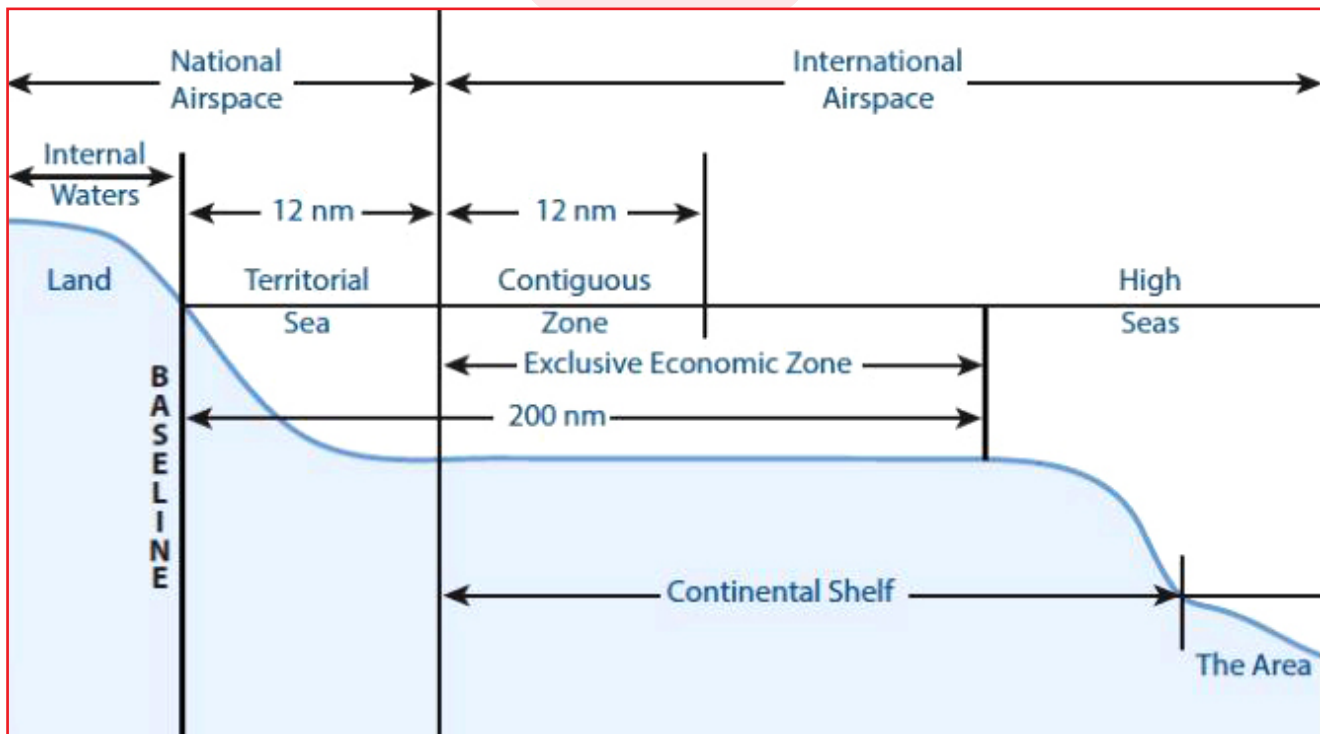 National
Airspace
International
Airspace
Internal
Waters
12 nm
12 nm
Land
Territorial
Sea
Contiguous
Zone
High
Seas
Exclusive Economic Zone
200 nm
BASELINE
Continental Shelf
The Area